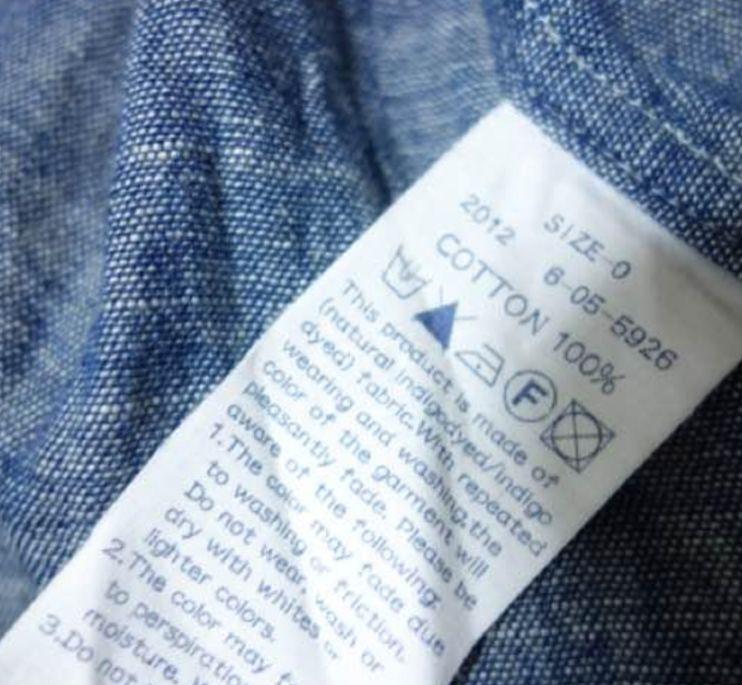 SIZE-0
2012 6-05-5926
COTTON 100%
F
This product is made of
(natural indigodyed/indigo
dyed) fabric.With repeated
wearing and washing,the
color of the garment will
pleasantly fade. Please be
aware of the following:
1.The color may fade due
to washing or friction.
Do not wear, wash or
dry with whites or
lighter colors.
2.The color may
to perspiration
moisture,
3.Do not